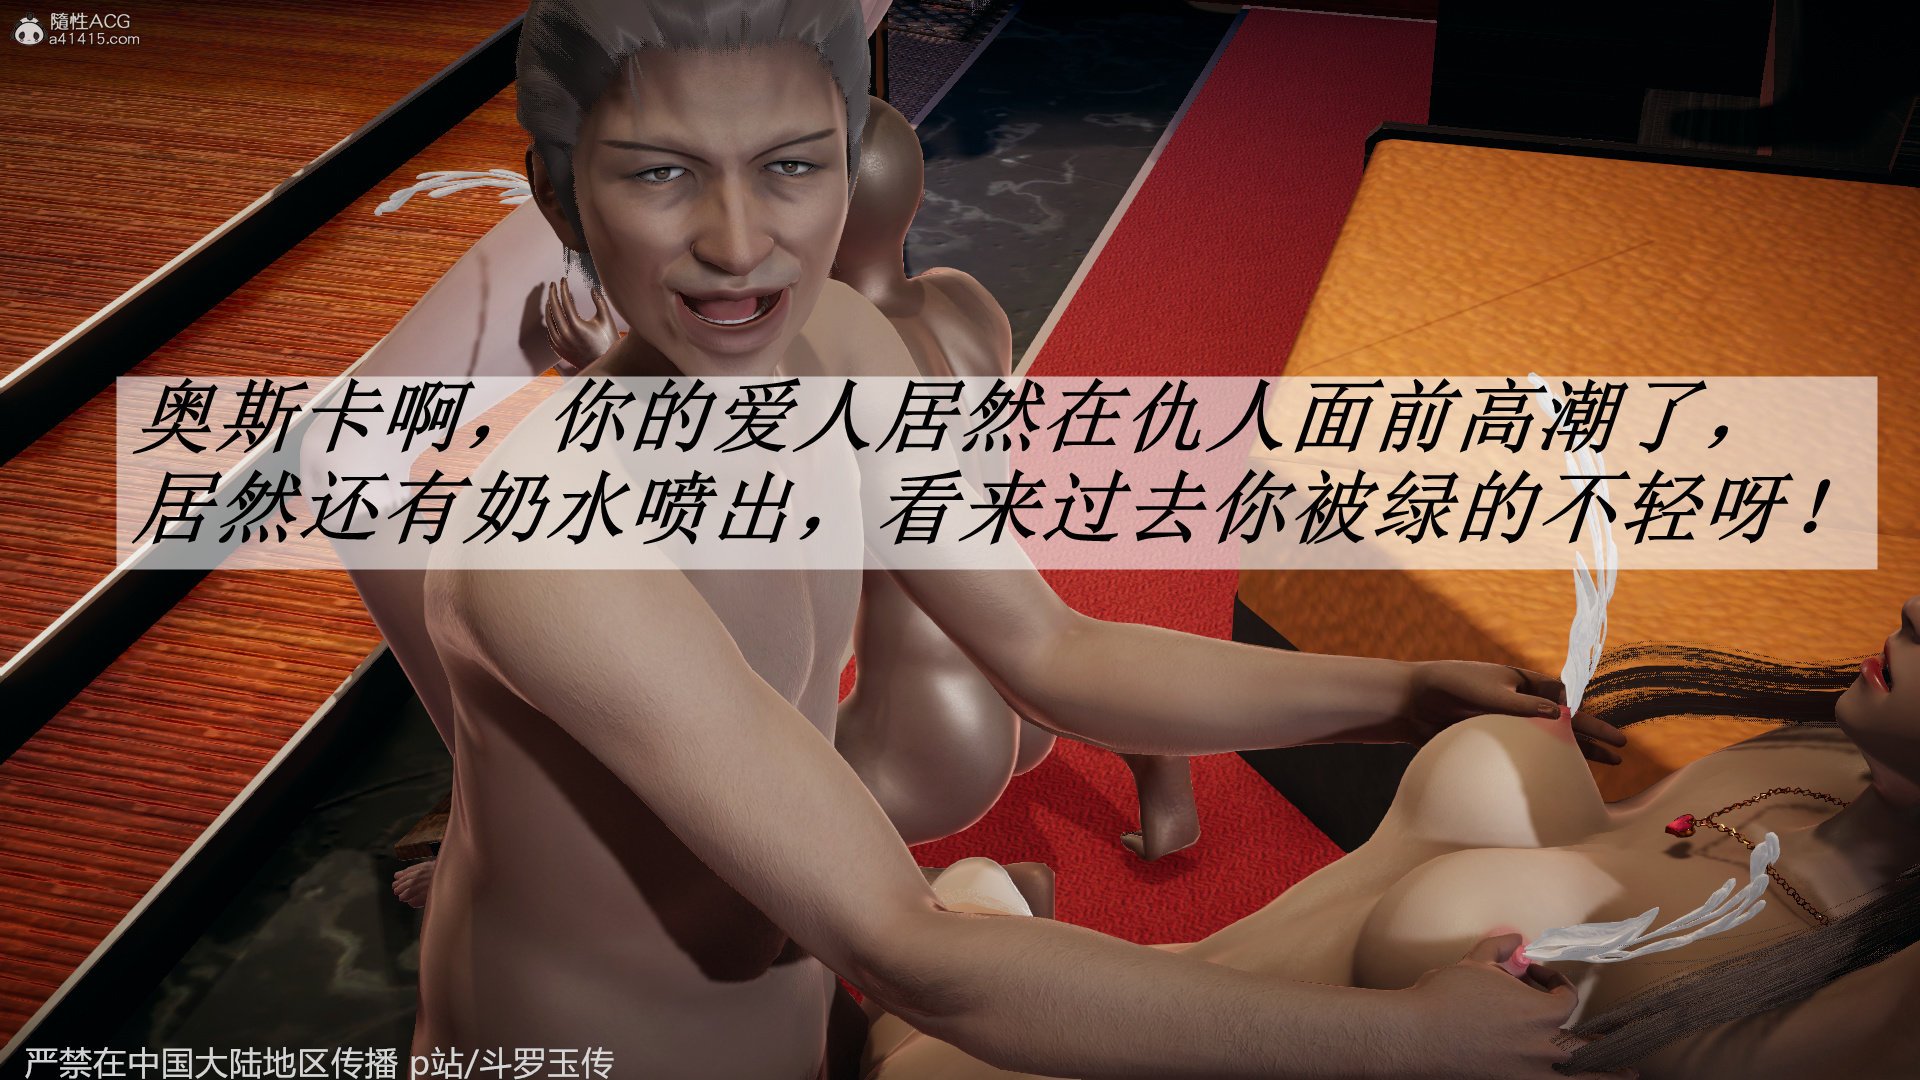 隨性ACG
a41415.com
奥斯卡啊，你的爱人居然在仇人面前高潮了，
居然还有奶水喷出，看来过去你被绿的不轻呀！
严禁在中国大陆地区传播 p站/斗罗玉传